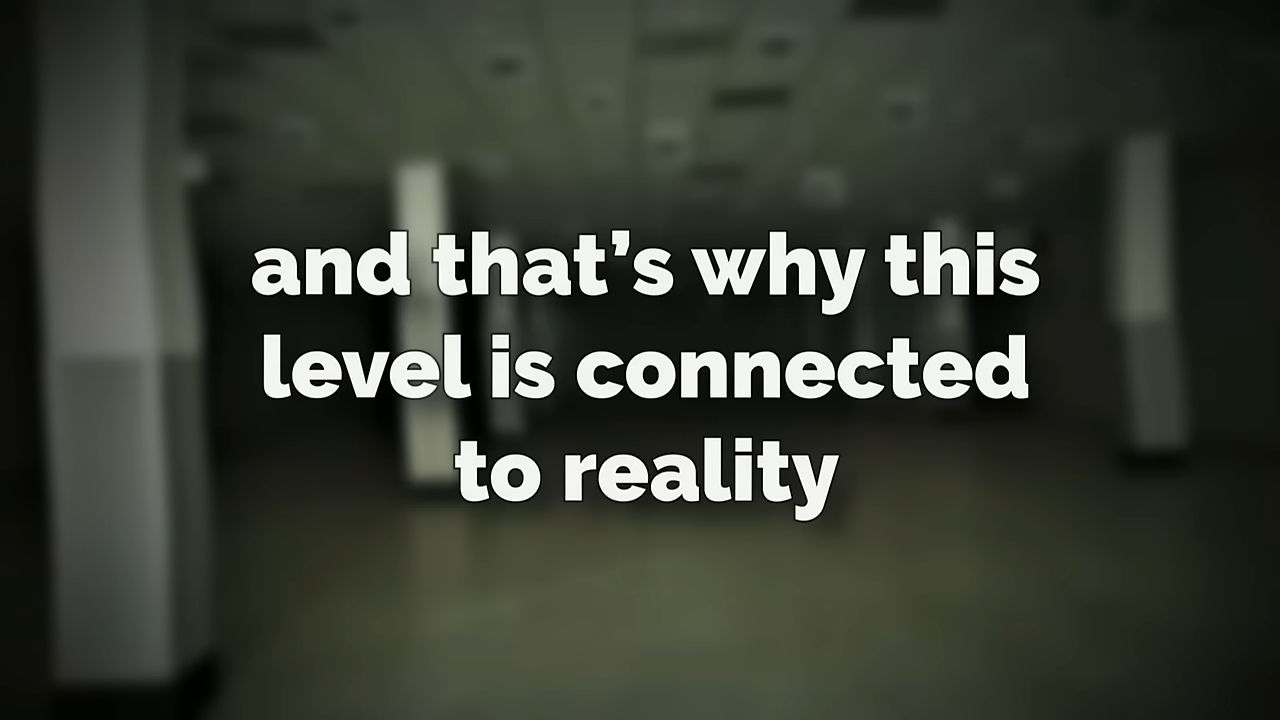 and that’s why this
level is connected
to reality